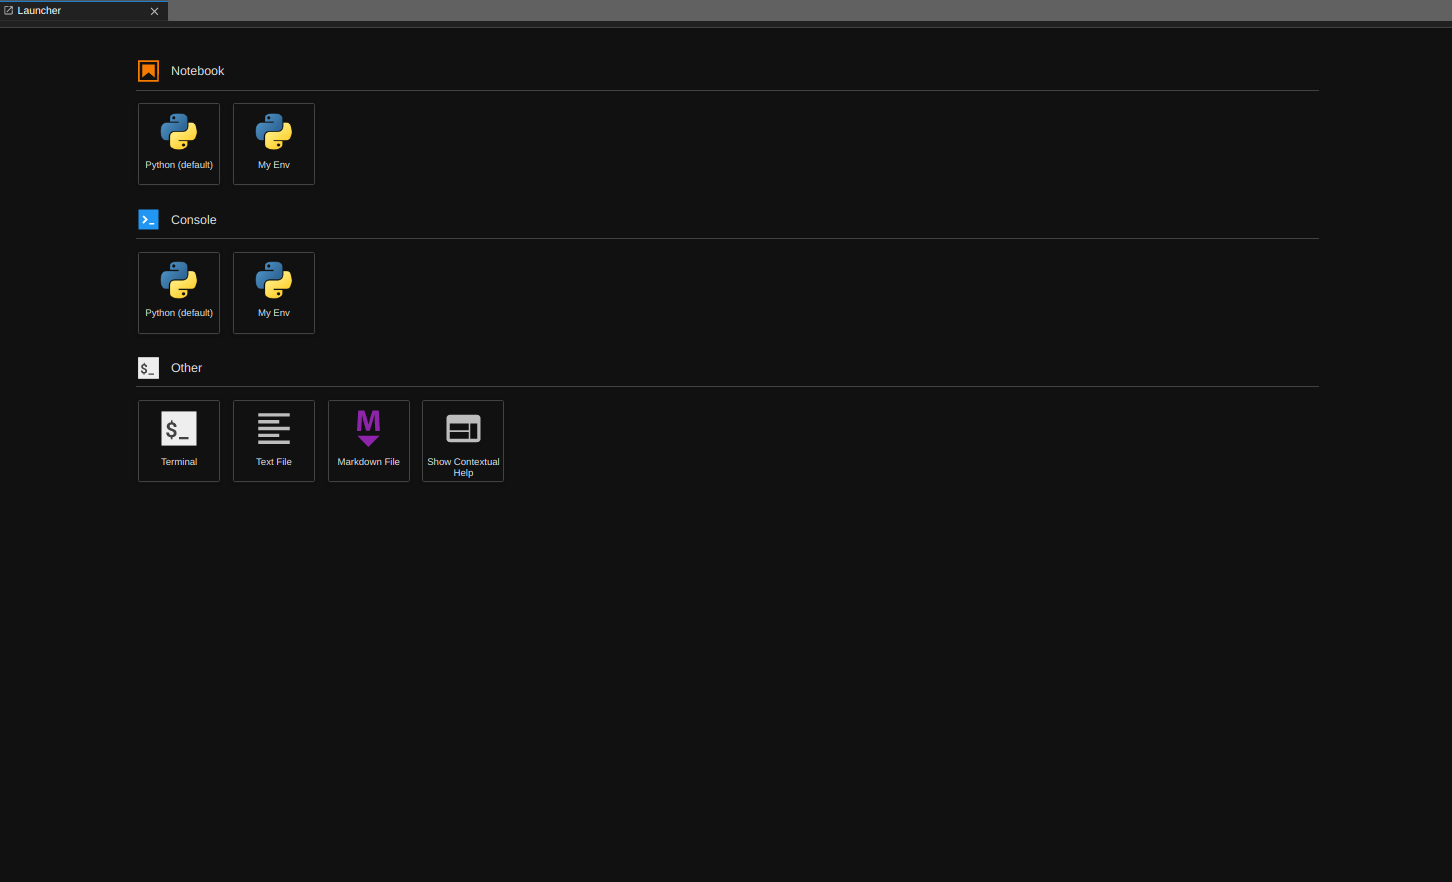 Launcher
Notebook
Python (default)
My Env
Console
Python (default)
My Env
$_ Other
$_
Terminal
Text File
M
Markdown File
Show Contextual
Help